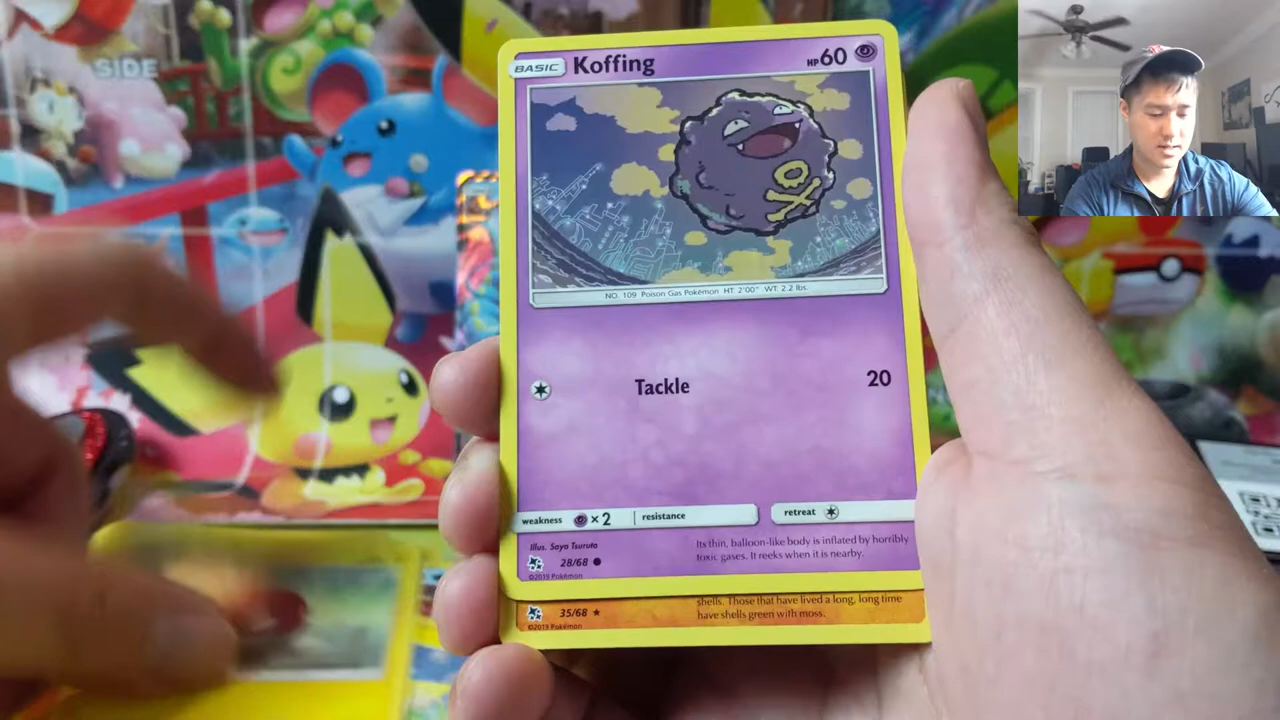 SIDE
BASIC Koffing HP 60
NO. 109 Poison Gas Pokémon HT: 2'00" WT: 2.2 lbs.
Tackle 20
weakness ×2 resistance retreat
Illus. Saya Tsuruta
28/68
©2019 Pokémon
Its thin, balloon-like body is inflated by horribly
toxic gases. It reeks when it is nearby.
35/68
©2019 Pokémon
shells. Those that have lived a long, long time
have shells green with moss.